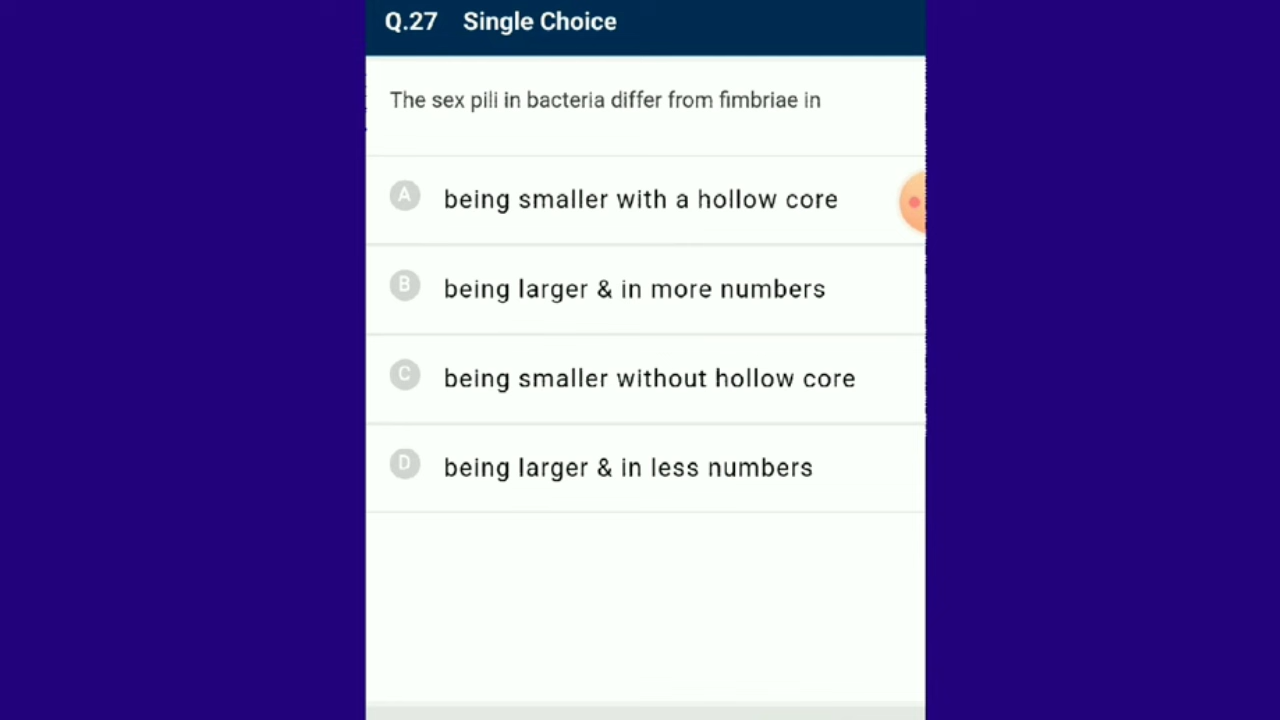 Q.27 Single Choice
The sex pili in bacteria differ from fimbriae in
A being smaller with a hollow core
B being larger & in more numbers
C being smaller without hollow core
D being larger & in less numbers